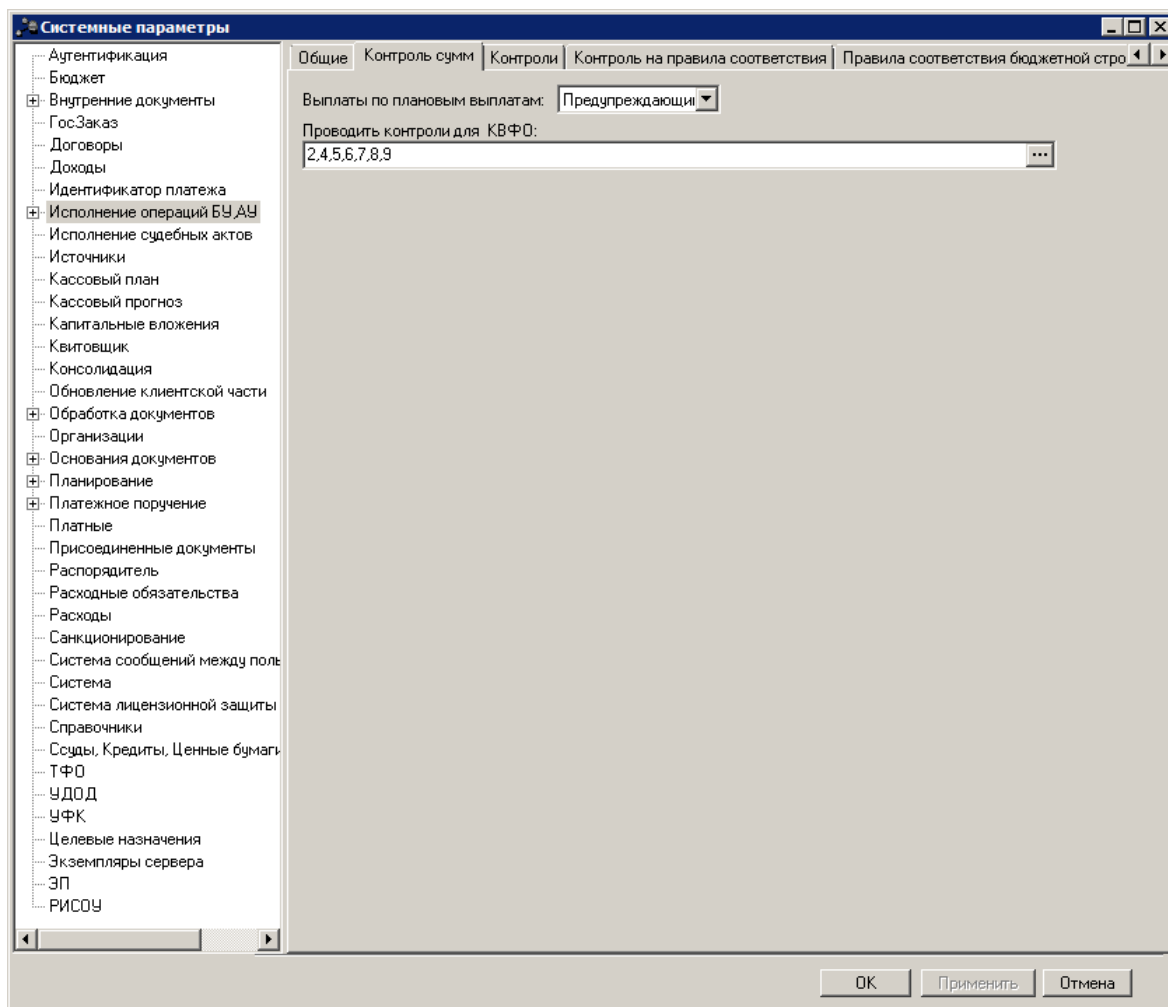 Системные параметры
Аутентификация
Бюджет
Внутренние документы
ГосЗаказ
Договоры
Доходы
Идентификатор платежа
Исполнение операций БУ,АУ
Исполнение судебных актов
Источники
Кассовый план
Кассовый прогноз
Капитальные вложения
Квитовщик
Консолидация
Обновление клиентской части
Обработка документов
Организации
Основания документов
Планирование
Платежное поручение
Платные
Присоединенные документы
Распорядитель
Расходные обязательства
Расходы
Санкционирование
Система сообщений между поль
Система
Система лицензионной защиты
Справочники
Ссуды, Кредиты, Ценные бумаги
ТФО
УДОД
УФК
Целевые назначения
Экземпляры сервера
ЭП
РИСОУ
Общие Контроль сумм Контроли Контроль на правила соответствия Правила соответствия бюджетной стро
Выплаты по плановым выплатам: Предупреждающи
Проводить контроли для КВФО:
2,4,5,6,7,8,9 ...
OK Применить Отмена